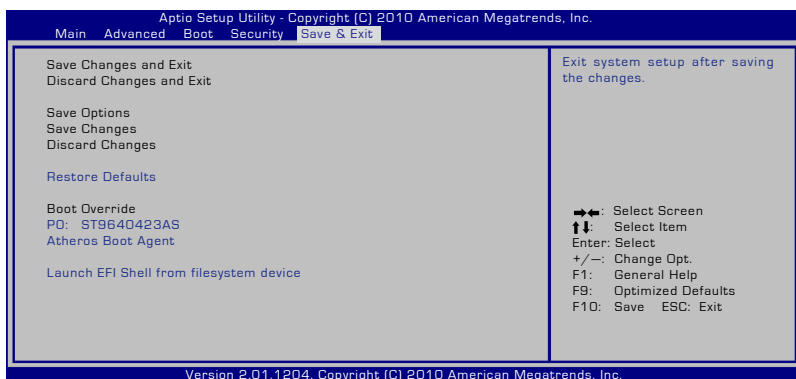 Aptio Setup Utility - Copyright (C) 2010 American Megatrends, Inc.
Main Advanced Boot Security Save & Exit
Save Changes and Exit
Discard Changes and Exit
Save Options
Save Changes
Discard Changes
Restore Defaults
Boot Override
P0: ST9640423AS
Atheros Boot Agent
Launch EFI Shell from filesystem device
Exit system setup after saving
the changes.
→←: Select Screen
↑↓: Select Item
Enter: Select
+/—: Change Opt.
F1: General Help
F9: Optimized Defaults
F10: Save ESC: Exit
Version 2.01.1204. Copyright (C) 2010 American Megatrends, Inc.